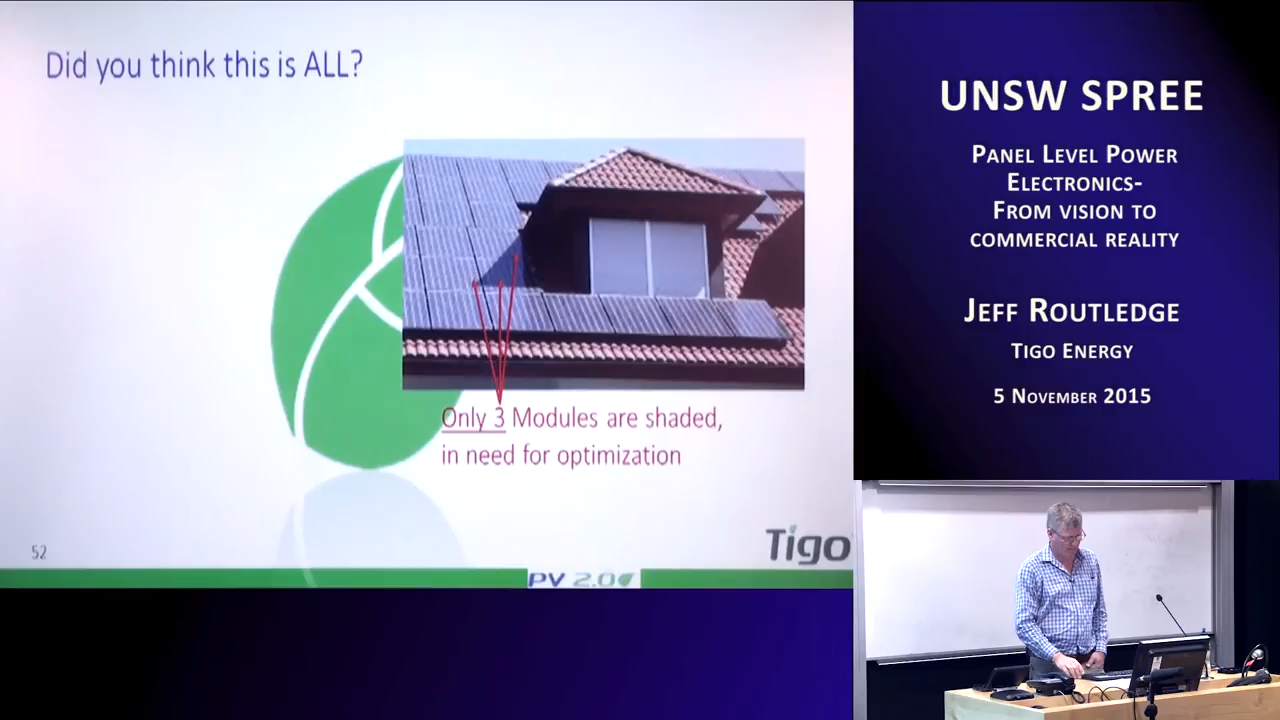 Did you think this is ALL?
Only 3 Modules are shaded,
in need for optimization
52
Tigo
PV 2.0
UNSW SPREE
PANEL LEVEL POWER
ELECTRONICS-
FROM VISION TO
COMMERCIAL REALITY
JEFF ROUTLEDGE
TIGO ENERGY
5 NOVEMBER 2015